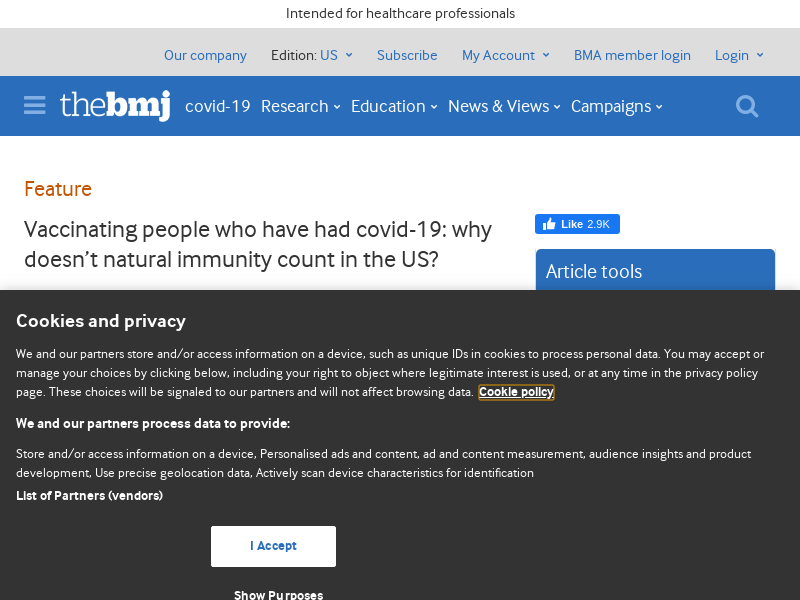 Intended for healthcare professionals
Our company Edition: US Subscribe My Account BMA member login Login
thebmj covid-19 Research Education News & Views Campaigns
Feature
Vaccinating people who have had covid-19: why
doesn’t natural immunity count in the US?
Like 2.9K
Article tools
Cookies and privacy
We and our partners store and/or access information on a device, such as unique IDs in cookies to process personal data. You may accept or
manage your choices by clicking below, including your right to object where legitimate interest is used, or at any time in the privacy policy
page. These choices will be signaled to our partners and will not affect browsing data. Cookie policy
We and our partners process data to provide:
Store and/or access information on a device, Personalised ads and content, ad and content measurement, audience insights and product
development, Use precise geolocation data, Actively scan device characteristics for identification
List of Partners (vendors)
I Accept
Show Purposes